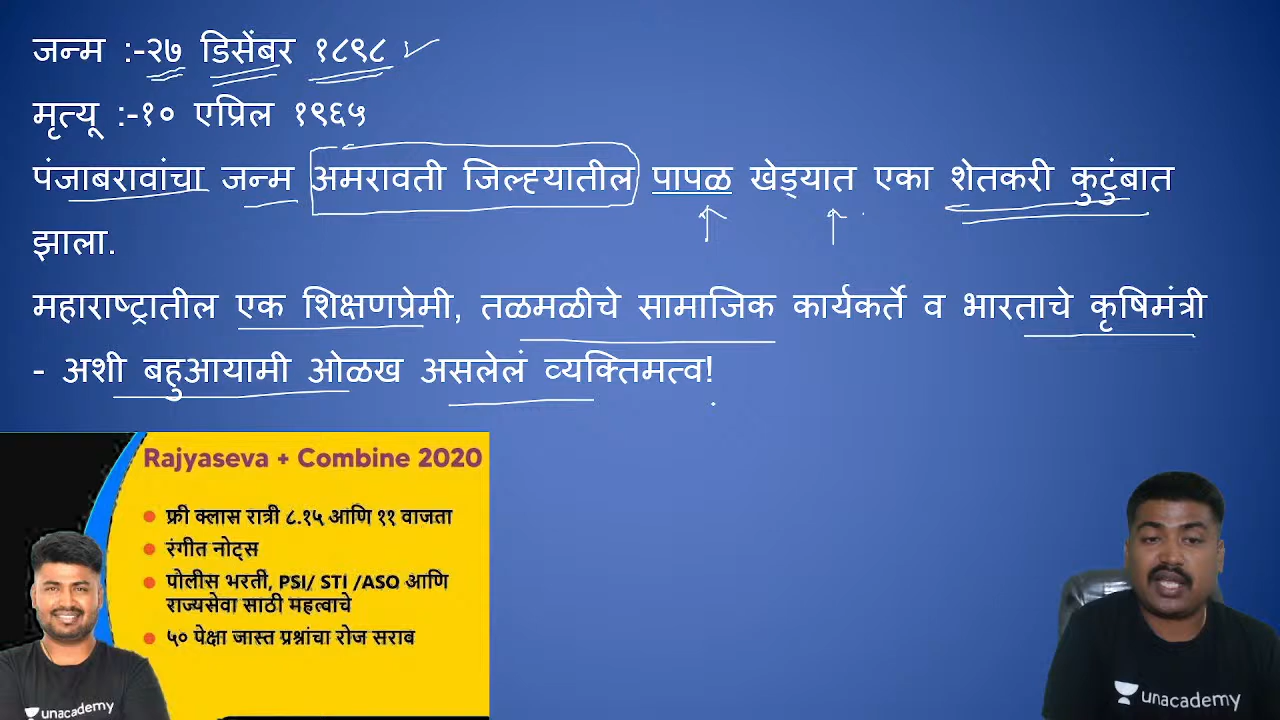 जन्म :-२७ डिसेंबर १८९८
मृत्यू :-१० एप्रिल १९६५
पंजाबरावांचा जन्म अमरावती जिल्ह्यातील पापळ खेड्यात एका शेतकरी कुटुंबात
झाला.
महाराष्ट्रातील एक शिक्षणप्रेमी, तळमळीचे सामाजिक कार्यकर्ते व भारताचे कृषिमंत्री
- अशी बहुआयामी ओळख असलेलं व्यक्तिमत्व!
Rajyaseva + Combine 2020
फ्री क्लास रात्री ८.१५ आणि ११ वाजता
रंगीत नोट्स
पोलीस भरती, PSI/ STI /ASO आणि
राज्यसेवा साठी महत्वाचे
५० पेक्षा जास्त प्रश्नांचा रोज सराव
unacademy
unacademy